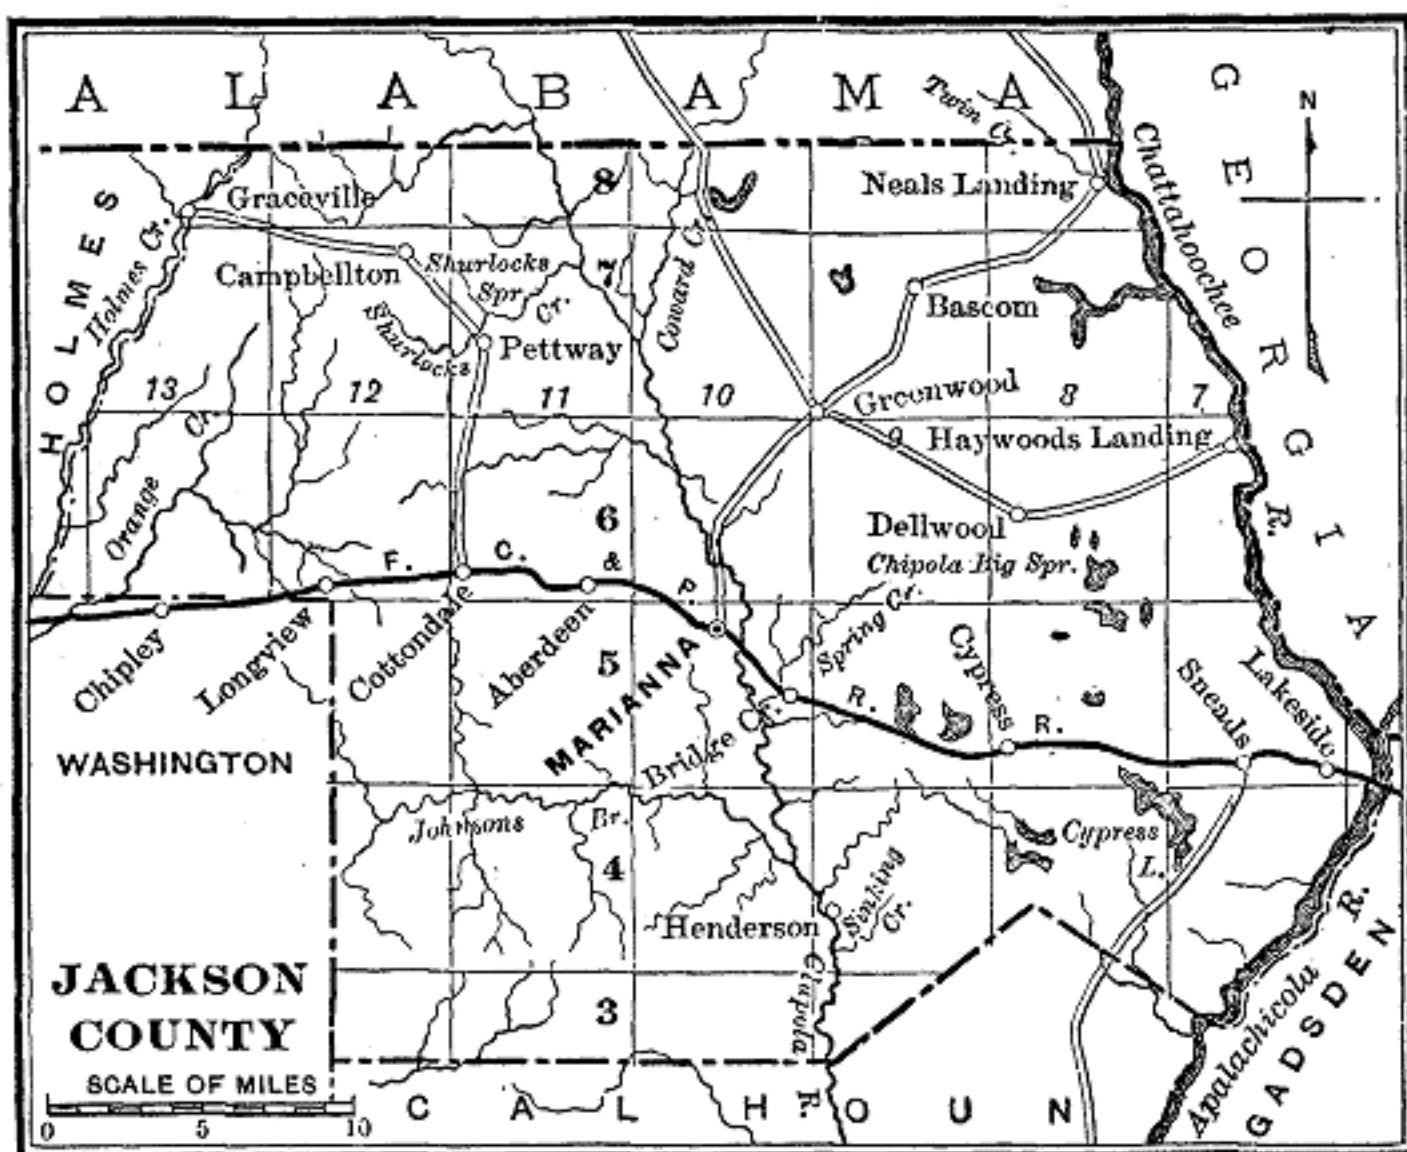 ALABAMA
GEORGIA
N
Twin Cr.
Chattahoochee
R.
Neals Landing
8
HOLMES
Holmes Cr.
Graceville
Campbellton
Shurlocks
Spr.
Cr.
Shurlocks
7
Coward Cr.
Bascom
Pettway
13
12
11
10
9
8
7
Greenwood
Haywoods Landing
Orange
Cr.
6
Dellwood
Chipola Big Spr.
F. C. & P. R. R.
Chipley
Longview
Cottondale
Aberdeen
MARIANNA
Spring Cr.
Cypress
Sneads
Lakeside
5
Bridge
WASHINGTON
Johnsons
Br.
Cypress
L.
4
Henderson
Sinking
Cr.
JACKSON
COUNTY
3
Chipola
R.
Apalachicola
R.
GADSDEN
SCALE OF MILES
0 5 10
CALHOUN